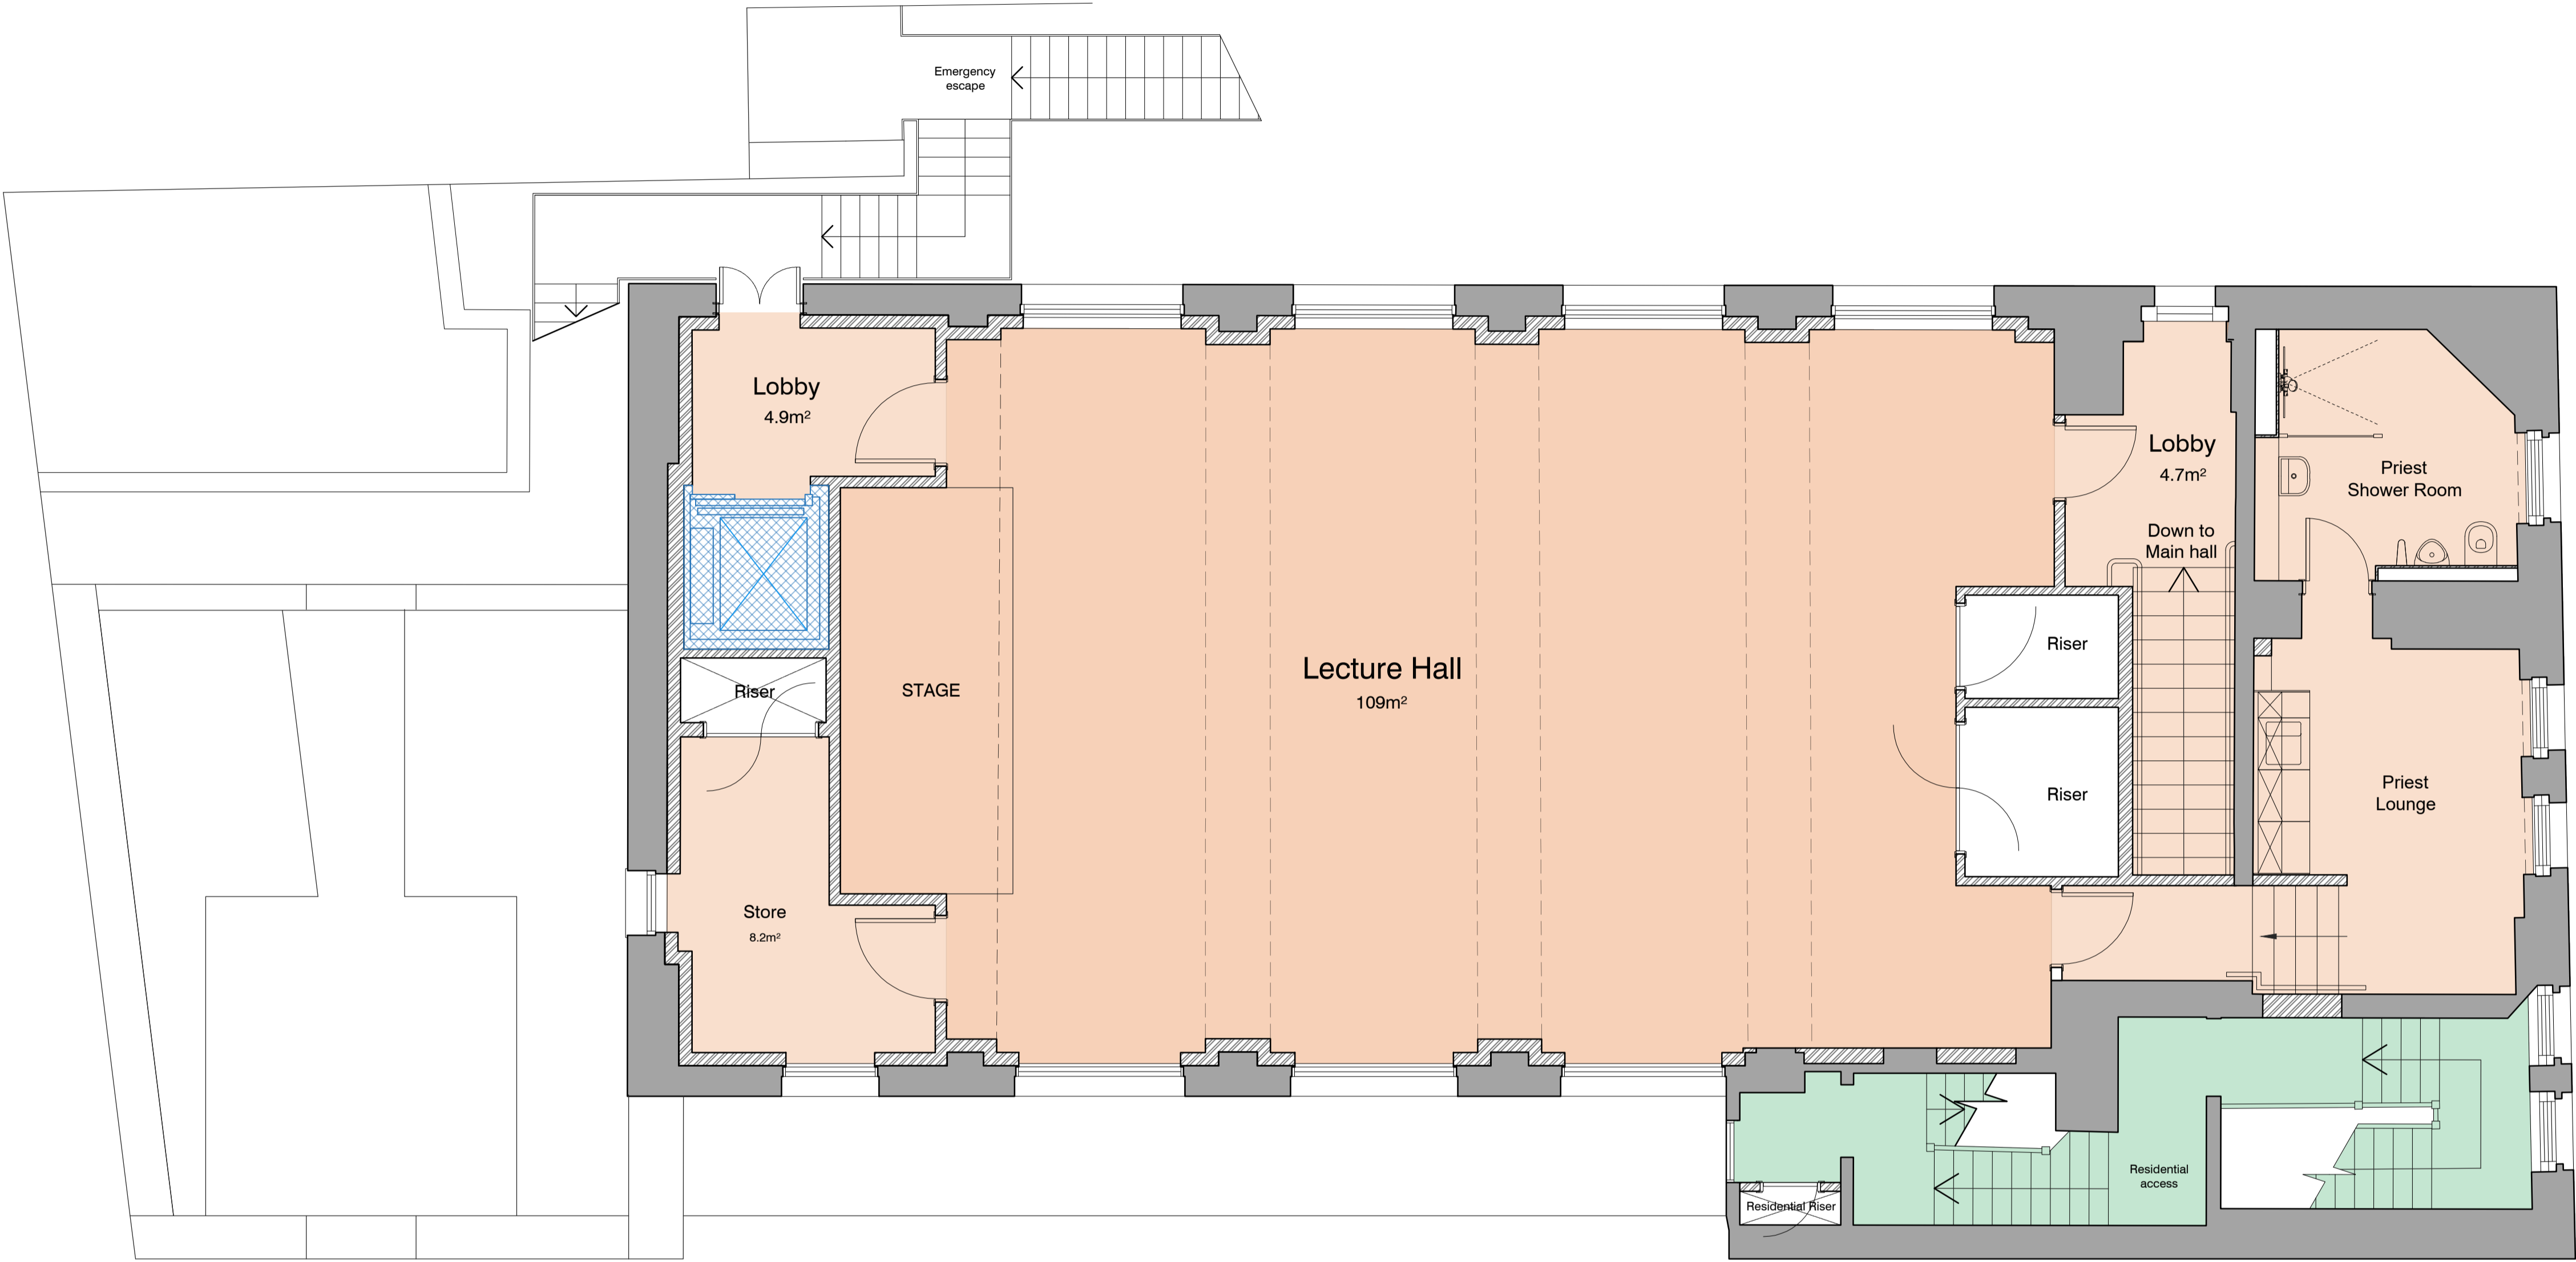 Emergency
escape
Lobby
4.9m²
Lobby
4.7m²
Priest
Shower Room
Down to
Main hall
Riser
Riser
STAGE
Lecture Hall
109m²
Riser
Priest
Lounge
Store
8.2m²
Residential
access
Residential Riser